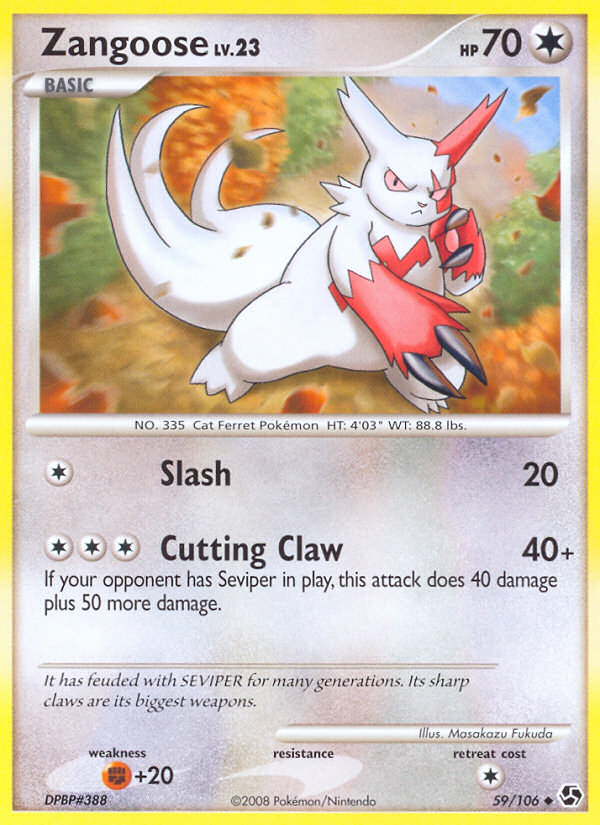 Zangoose LV.23 HP 70
BASIC
NO. 335 Cat Ferret Pokémon HT: 4'03" WT: 88.8 lbs.
Slash 20
Cutting Claw 40+
If your opponent has Seviper in play, this attack does 40 damage
plus 50 more damage.
It has feuded with SEVIPER for many generations. Its sharp
claws are its biggest weapons.
Illus. Masakazu Fukuda
weakness resistance retreat cost
+20
DPBP#388 ©2008 Pokémon/Nintendo 59/106